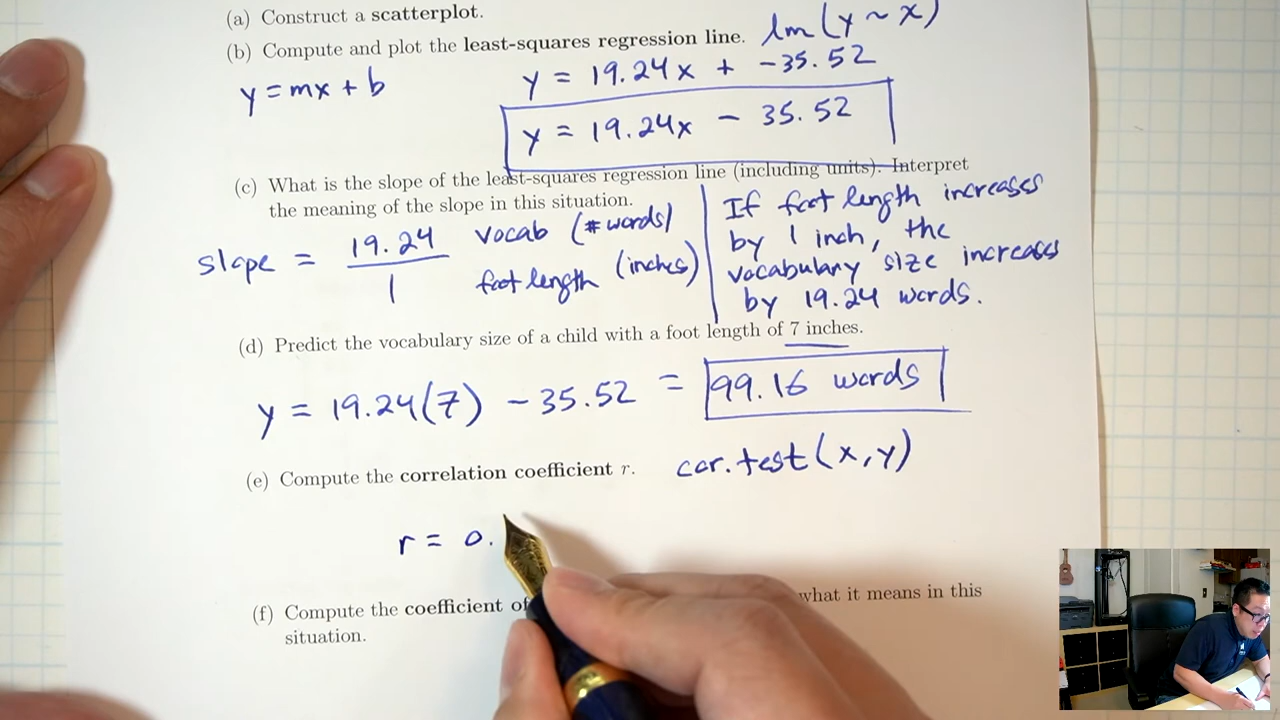 (a) Construct a scatterplot.
(b) Compute and plot the least-squares regression line. lm(y ~ x)
y = mx + b
y = 19.24x + -35.52
y = 19.24x - 35.52
(c) What is the slope of the least-squares regression line (including units). Interpret
the meaning of the slope in this situation.
slope = 19.24 / 1
vocab (# words)
foot length (inches)
If foot length increases
by 1 inch, the
vocabulary size increases
by 19.24 words.
(d) Predict the vocabulary size of a child with a foot length of 7 inches.
y = 19.24(7) - 35.52 = 99.16 words
(e) Compute the correlation coefficient r. cor.test(x,y)
r = 0.
(f) Compute the coefficient of what it means in this
situation.